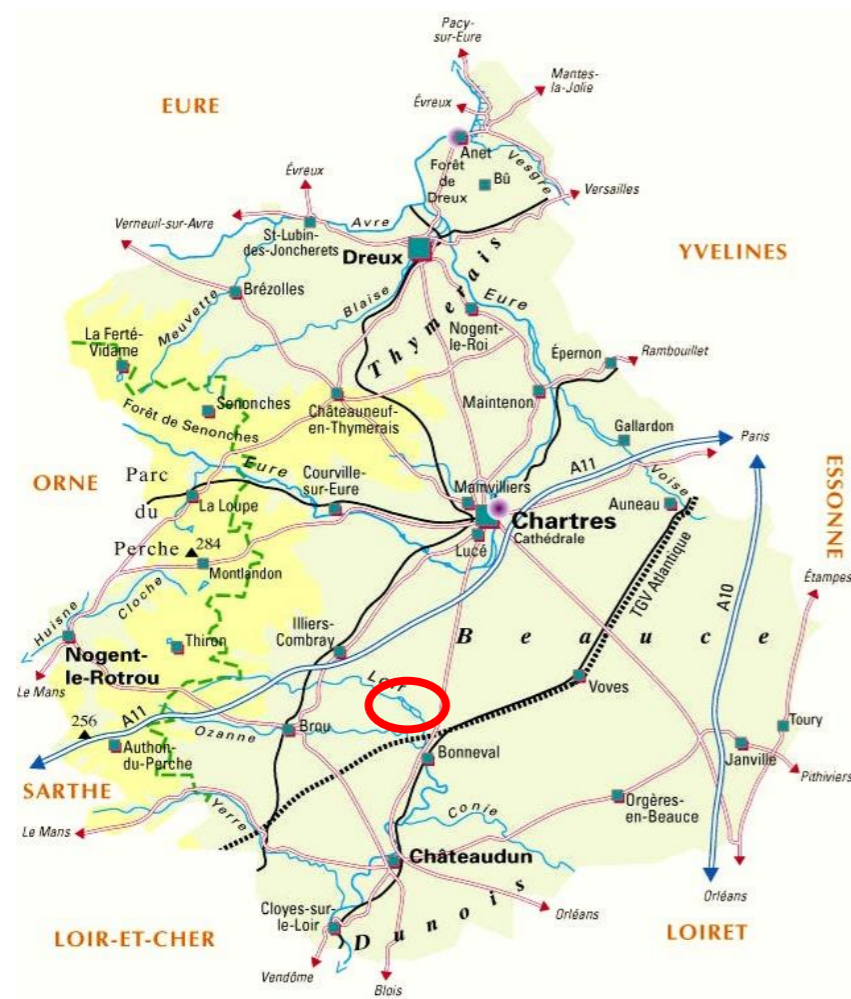 Pacy-
sur-Eure
Mantes-
la-Jolie
EURE
Évreux
Anet
Vesgre
Forêt
de
Dreux
Bû
Évreux
Versailles
Verneuil-sur-Avre
Avre
St-Lubin-
des-Joncherets
Dreux
YVELINES
Brézolles
Blaise
Eure
Meuvette
Thymerais
Nogent-
le-Roi
La Ferté-
Vidame
Épernon
Rambouillet
Senonches
Châteauneuf-
en-Thymerais
Maintenon
Forêt de Senonches
Gallardon
Paris
Eure
Courville-
sur-Eure
A11
Voise
ESSONNE
ORNE
Parc
du
Perche
Mainvilliers
La Loupe
Auneau
Chartres
Cathédrale
Lucé
284
Montlandon
TGV Atlantique
Étampes
A10
Cloche
Huisne
Illiers-
Combray
Beauce
Thiron
Nogent-
le-Rotrou
Le Mans
Loir
Voves
256
A11
Ozanne
Brou
Toury
Authon-
du-Perche
Bonneval
Janville
Pithiviers
SARTHE
Orgères-
en-Beauce
Yerre
Conie
Le Mans
Châteaudun
Orléans
Cloyes-sur-
le-Loir
Dunois
Orléans
LOIR-ET-CHER
LOIRET
Vendôme
Blois